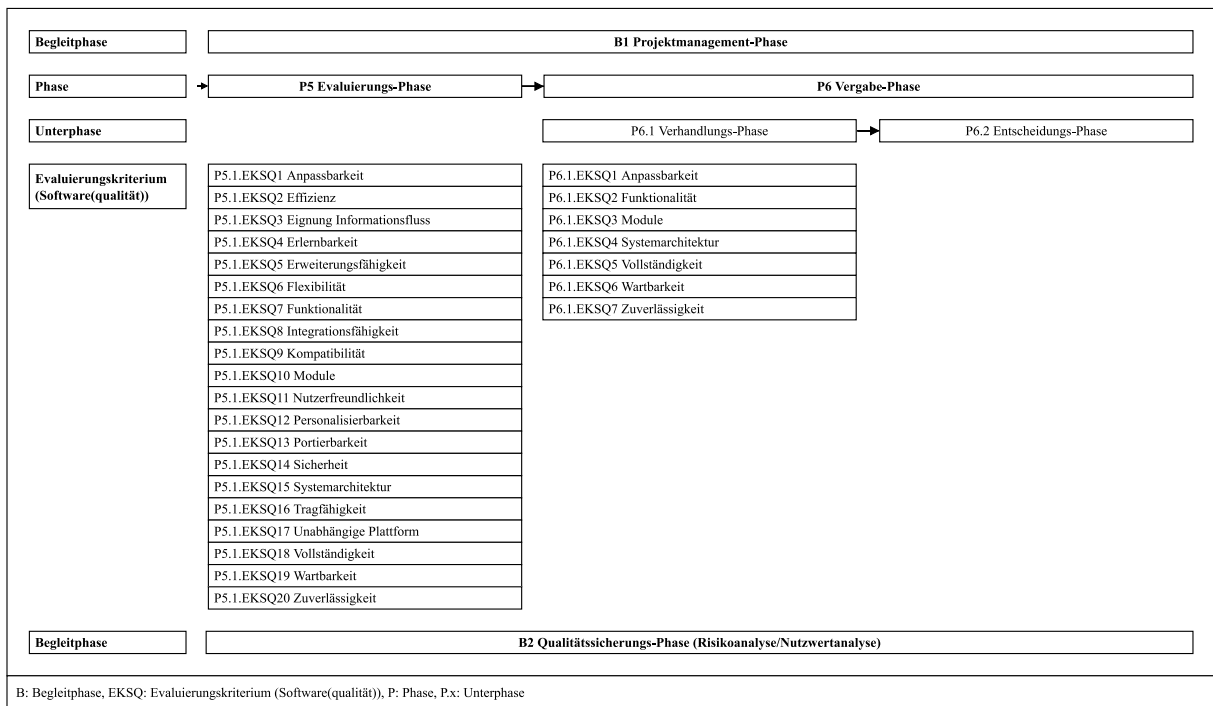 Begleitphase
B1 Projektmanagement-Phase
Phase
P5 Evaluierungs-Phase
P6 Vergabe-Phase
Unterphase
P6.1 Verhandlungs-Phase
P6.2 Entscheidungs-Phase
Evaluierungskriterium
(Software(qualität))
P5.1.EKSQ1 Anpassbarkeit
P5.1.EKSQ2 Effizienz
P5.1.EKSQ3 Eignung Informationsfluss
P5.1.EKSQ4 Erlernbarkeit
P5.1.EKSQ5 Erweiterungsfähigkeit
P5.1.EKSQ6 Flexibilität
P5.1.EKSQ7 Funktionalität
P5.1.EKSQ8 Integrationsfähigkeit
P5.1.EKSQ9 Kompatibilität
P5.1.EKSQ10 Module
P5.1.EKSQ11 Nutzerfreundlichkeit
P5.1.EKSQ12 Personalisierbarkeit
P5.1.EKSQ13 Portierbarkeit
P5.1.EKSQ14 Sicherheit
P5.1.EKSQ15 Systemarchitektur
P5.1.EKSQ16 Tragfähigkeit
P5.1.EKSQ17 Unabhängige Plattform
P5.1.EKSQ18 Vollständigkeit
P5.1.EKSQ19 Wartbarkeit
P5.1.EKSQ20 Zuverlässigkeit
P6.1.EKSQ1 Anpassbarkeit
P6.1.EKSQ2 Funktionalität
P6.1.EKSQ3 Module
P6.1.EKSQ4 Systemarchitektur
P6.1.EKSQ5 Vollständigkeit
P6.1.EKSQ6 Wartbarkeit
P6.1.EKSQ7 Zuverlässigkeit
Begleitphase
B2 Qualitätssicherungs-Phase (Risikoanalyse/Nutzwertanalyse)
B: Begleitphase, EKSQ: Evaluierungskriterium (Software(qualität)), P: Phase, P.x: Unterphase